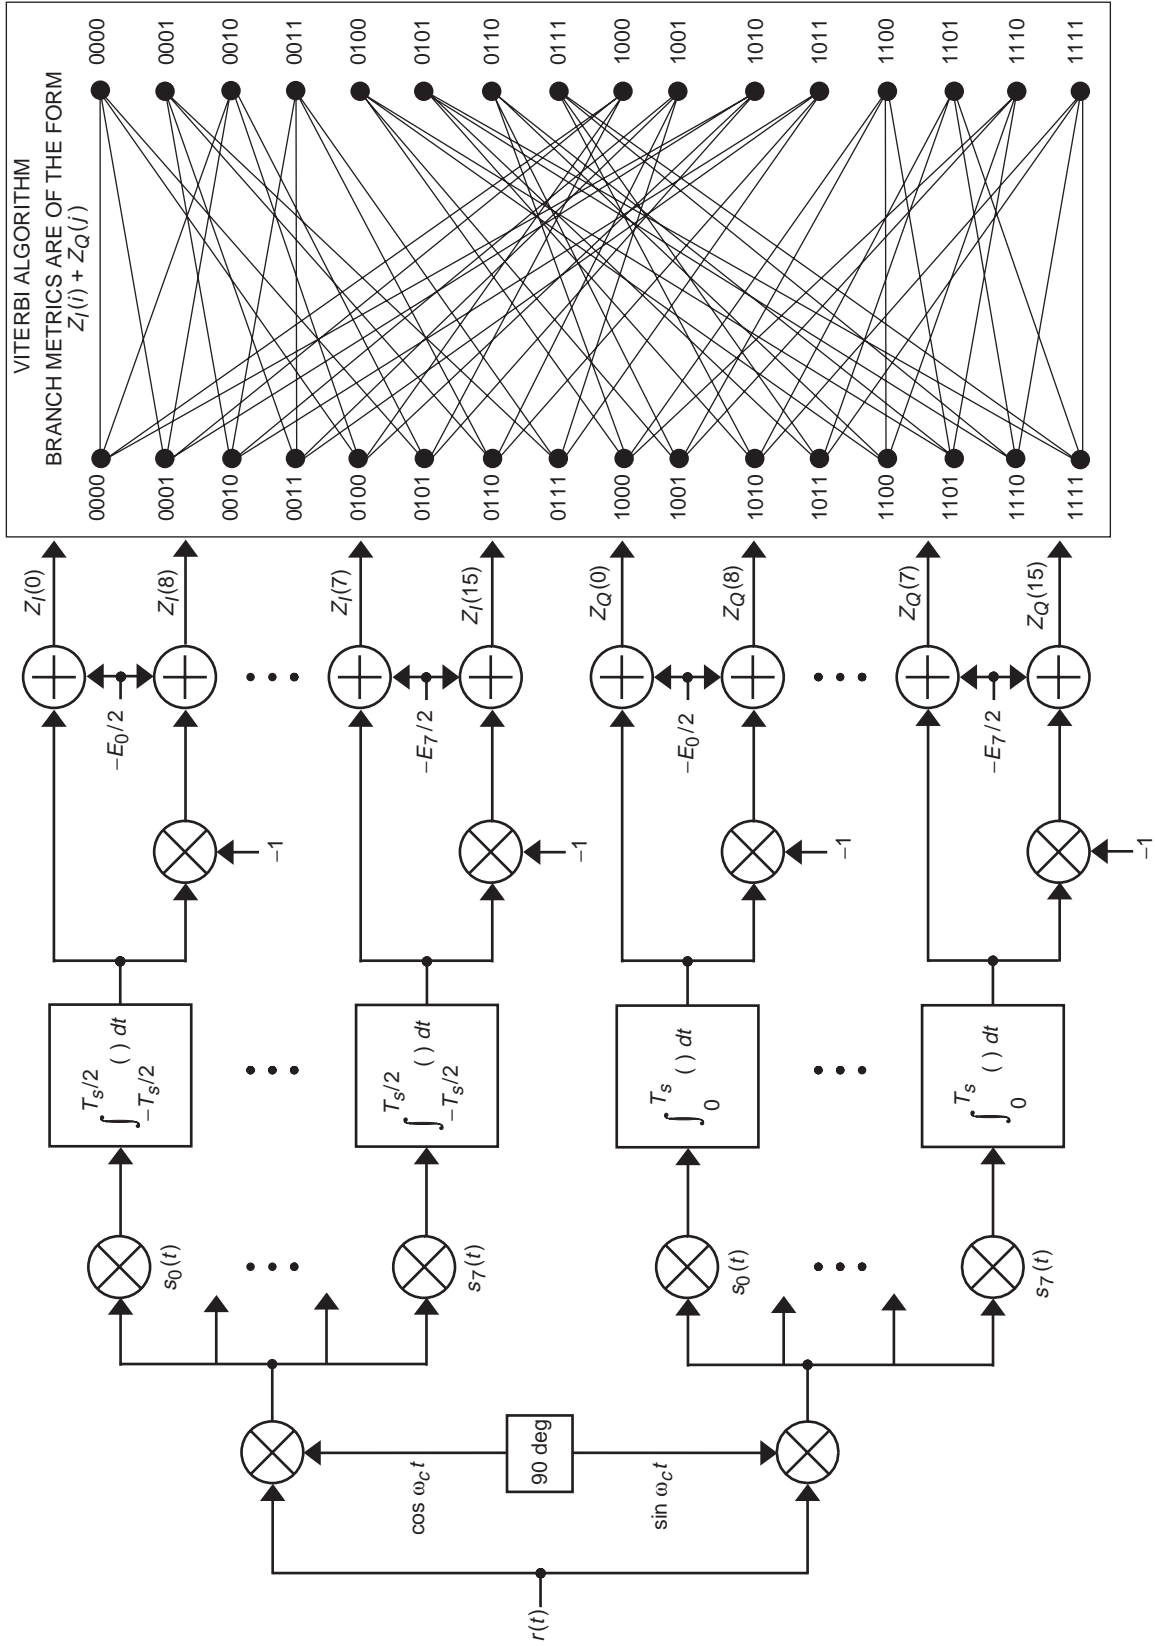 VITERBI ALGORITHM
BRANCH METRICS ARE OF THE FORM
Z_I(i) + Z_Q(j)
0000 0000
0001 0001
0010 0010
0011 0011
0100 0100
0101 0101
0110 0110
0111 0111
1000 1000
1001 1001
1010 1010
1011 1011
1100 1100
1101 1101
1110 1110
1111 1111
Z_I(0)
Z_I(8)
Z_I(7)
Z_I(15)
Z_Q(0)
Z_Q(8)
Z_Q(7)
Z_Q(15)
–E_0/2
–E_7/2
–E_0/2
–E_7/2
–1
–1
–1
–1
∫_{–T_s/2}^{T_s/2} ( ) dt
∫_{–T_s/2}^{T_s/2} ( ) dt
∫_0^{T_s} ( ) dt
∫_0^{T_s} ( ) dt
s_0(t)
s_7(t)
s_0(t)
s_7(t)
cos ω_c t
90 deg
sin ω_c t
r(t)